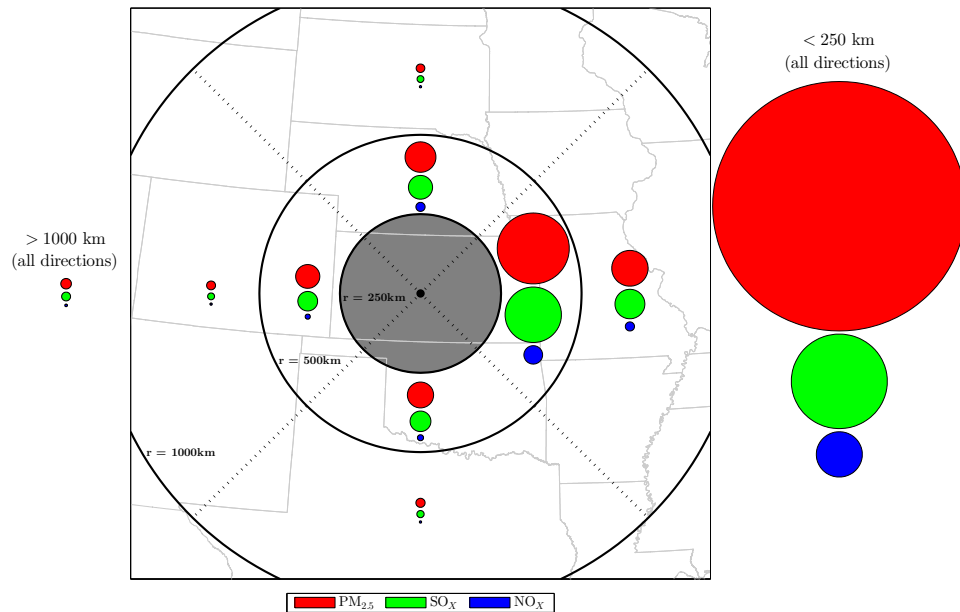 < 250 km
(all directions)
> 1000 km
(all directions)
r = 250km
r = 500km
r = 1000km
PM2.5 SOX NOX